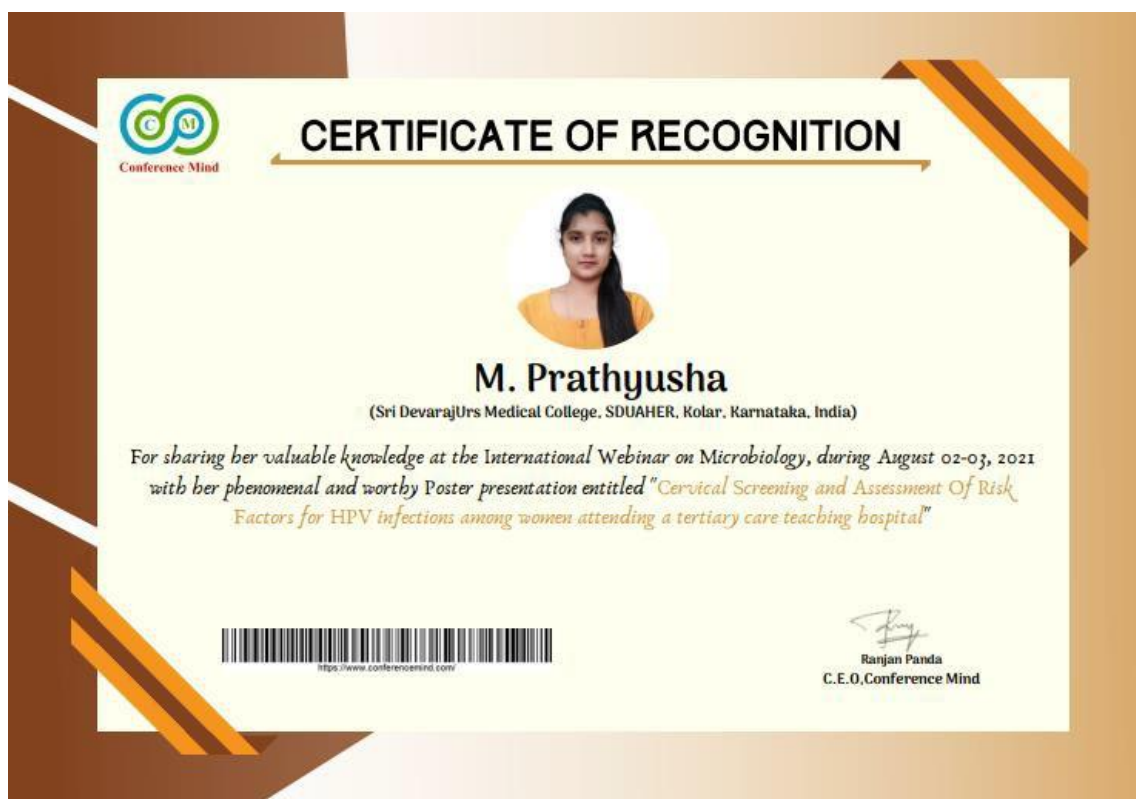 C M
Conference Mind
CERTIFICATE OF RECOGNITION
M. Prathyusha
(Sri DevarajUrs Medical College, SDUAHER, Kolar, Karnataka, India)
For sharing her valuable knowledge at the International Webinar on Microbiology, during August 02-03, 2021
with her phenomenal and worthy Poster presentation entitled "Cervical Screening and Assessment Of Risk
Factors for HPV infections among women attending a tertiary care teaching hospital"
https://www.conferencemind.com/
Ranjan Panda
C.E.O,Conference Mind